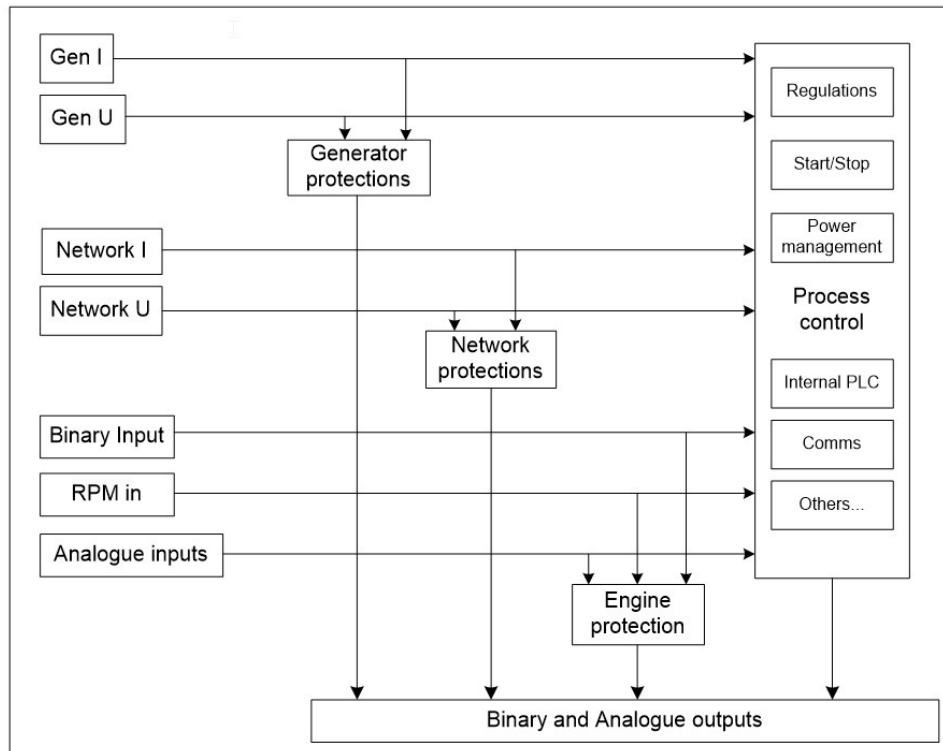 Gen I
Gen U
Generator
protections
Network I
Network U
Network
protections
Binary Input
RPM in
Analogue inputs
Engine
protection
Regulations
Start/Stop
Power
management
Process
control
Internal PLC
Comms
Others...
Binary and Analogue outputs